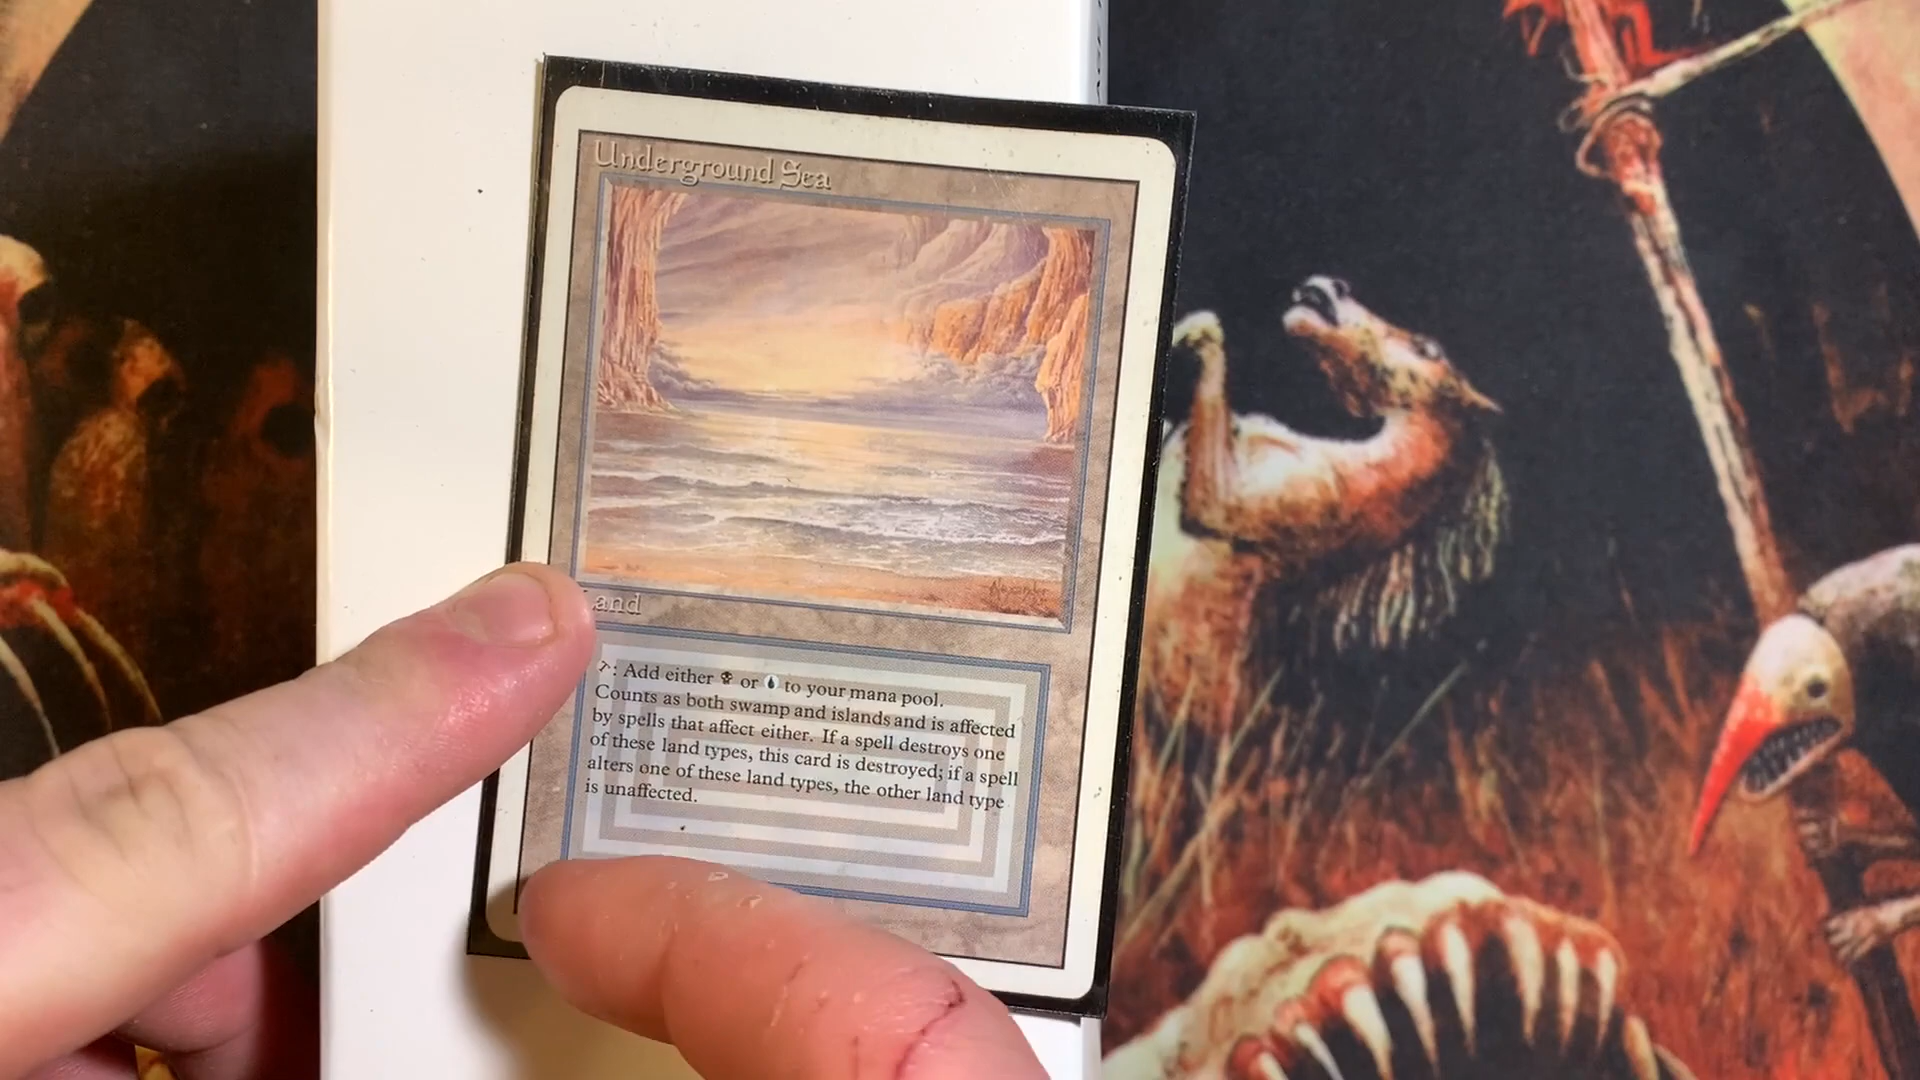 Underground Sea
Alexander
Land
: Add either or to your mana pool.
Counts as both swamp and islands and is affected
by spells that affect either. If a spell destroys one
of these land types, this card is destroyed; if a spell
alters one of these land types, the other land type
is unaffected.